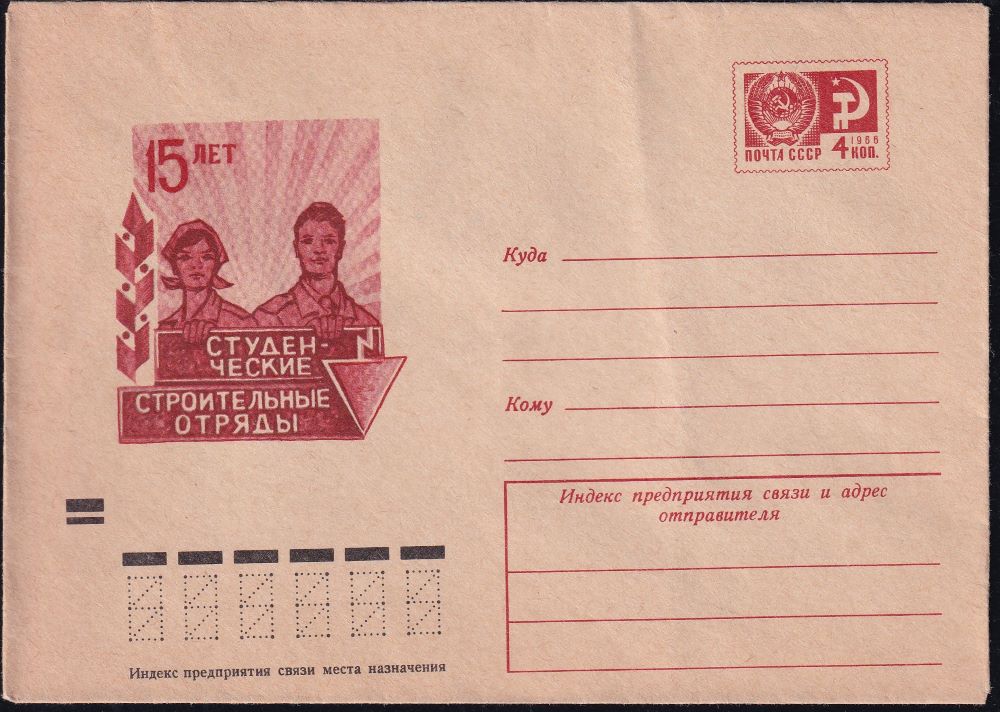 15 ЛЕТ
СТУДЕН-
ЧЕСКИЕ
СТРОИТЕЛЬНЫЕ
ОТРЯДЫ
1966
ПОЧТА СССР 4 КОП.
Куда
Кому
Индекс предприятия связи и адрес
отправителя
Индекс предприятия связи места назначения